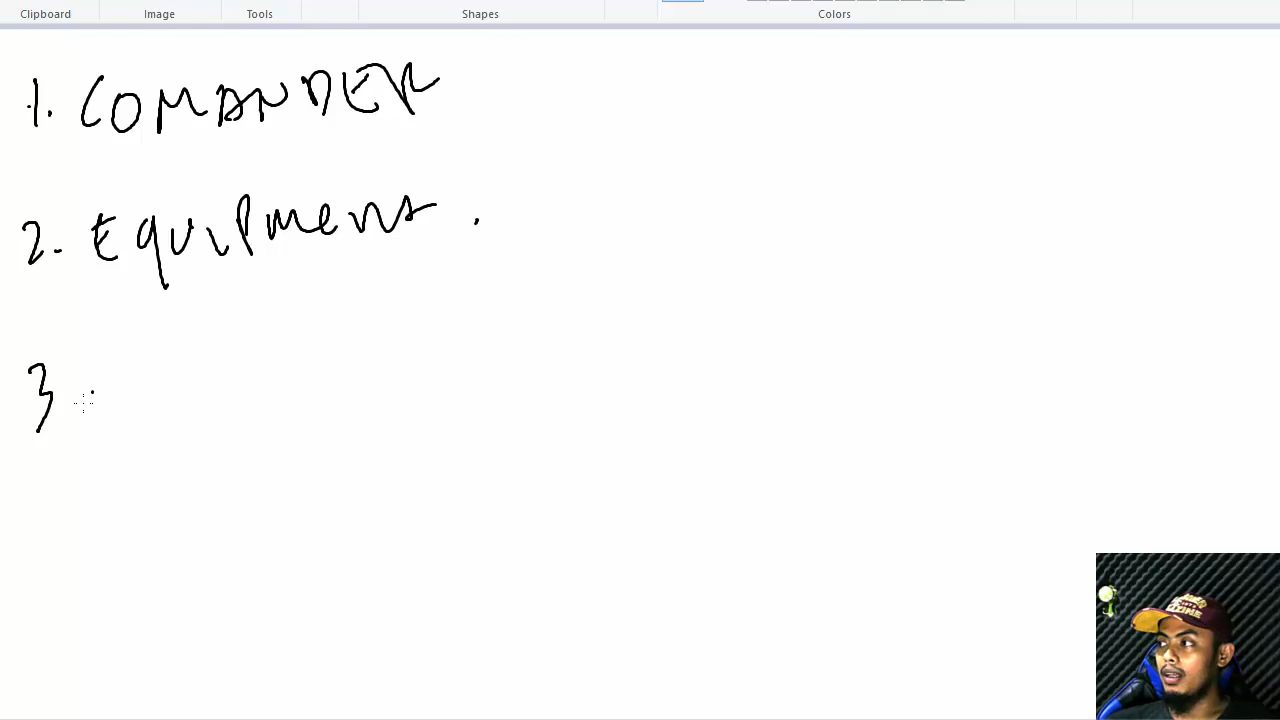 Clipboard Image Tools Shapes Colors
1. COMANDER
2. EQUIPMENT .
3 .